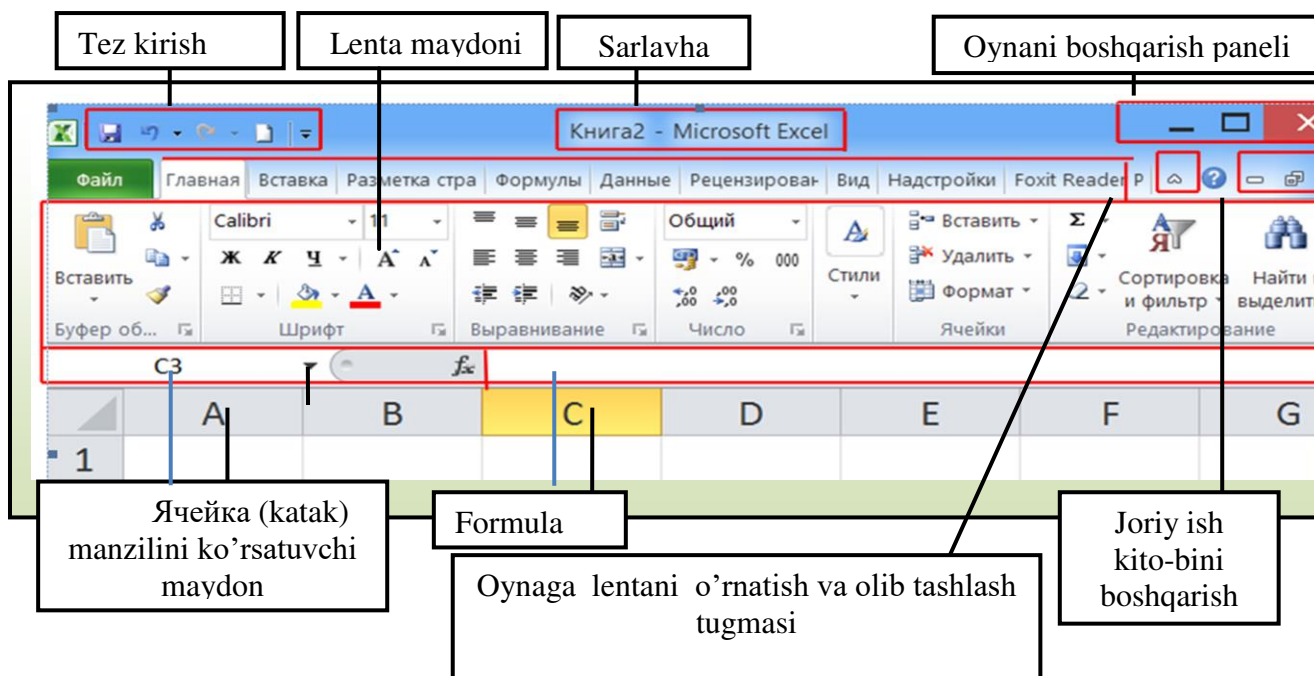 Tez kirish
Lenta maydoni
Sarlavha
Oynani boshqarish paneli
Книга2 - Microsoft Excel
Файл Главная Вставка Разметка стра Формулы Данные Рецензирован Вид Надстройки Foxit Reader P
Calibri 11 Общий Вставить Σ
Вставить Ж К Ч А А % 000 Стили Удалить Сортировка и фильтр Найти
Формат выделит
Буфер об... Шрифт Выравнивание Число Ячейки Редактирование
C3 fx
A B C D E F G
1
Ячейка (katak)
manzilini ko’rsatuvchi
maydon
Formula
Oynaga lentani o’rnatish va olib tashlash
tugmasi
Joriy ish
kito-bini
boshqarish